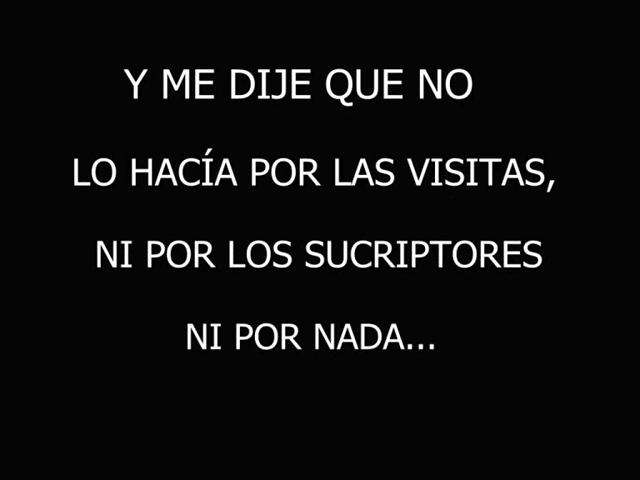 Y ME DIJE QUE NO
LO HACÍA POR LAS VISITAS,
NI POR LOS SUCRIPTORES
NI POR NADA...